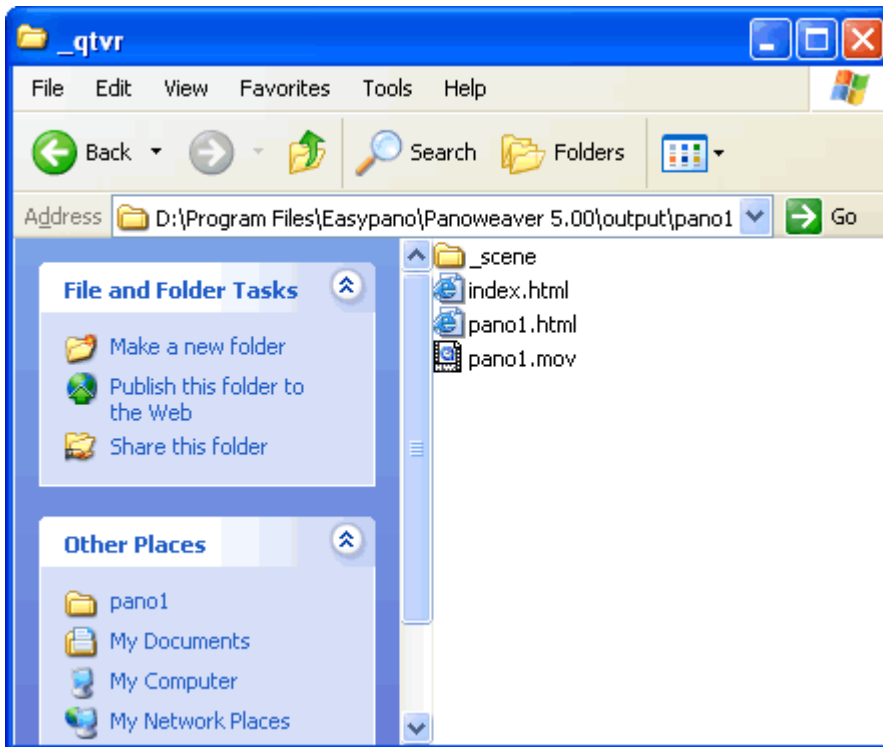 _qtvr
File Edit View Favorites Tools Help
Back Search Folders
Address D:\Program Files\Easypano\Panoweaver 5.00\output\pano1 Go
File and Folder Tasks
Make a new folder
Publish this folder to
the Web
Share this folder
Other Places
pano1
My Documents
My Computer
My Network Places
_scene
index.html
pano1.html
pano1.mov